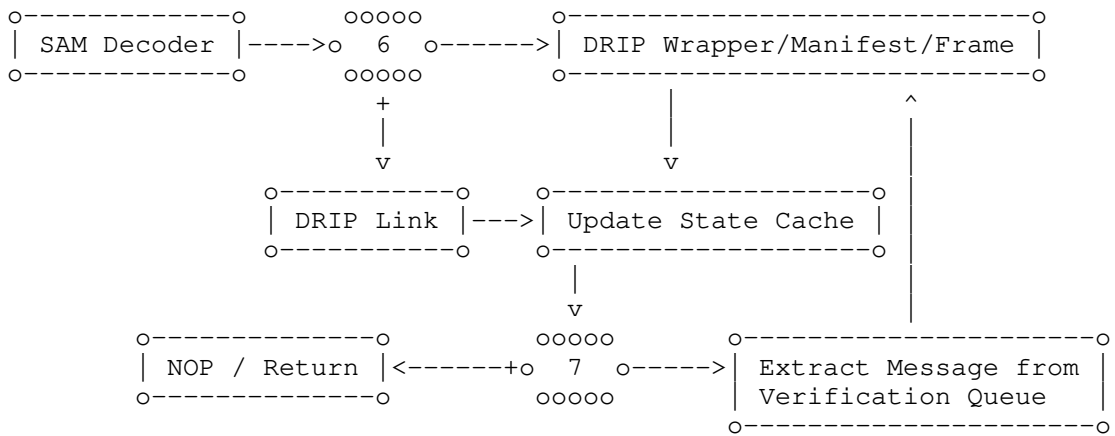 SAM Decoder 6 DRIP Wrapper/Manifest/Frame
DRIP Link Update State Cache
NOP / Return 7 Extract Message from
Verification Queue